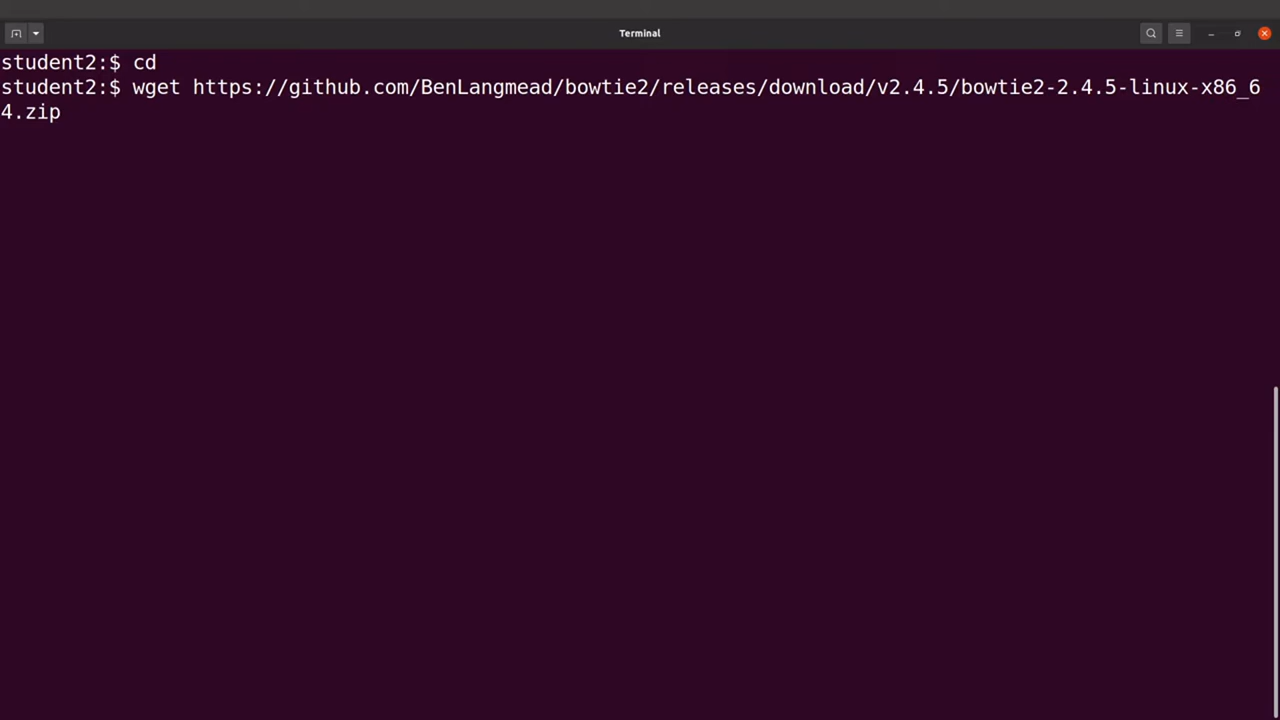 Terminal
student2:$ cd
student2:$ wget https://github.com/BenLangmead/bowtie2/releases/download/v2.4.5/bowtie2-2.4.5-linux-x86_6
4.zip